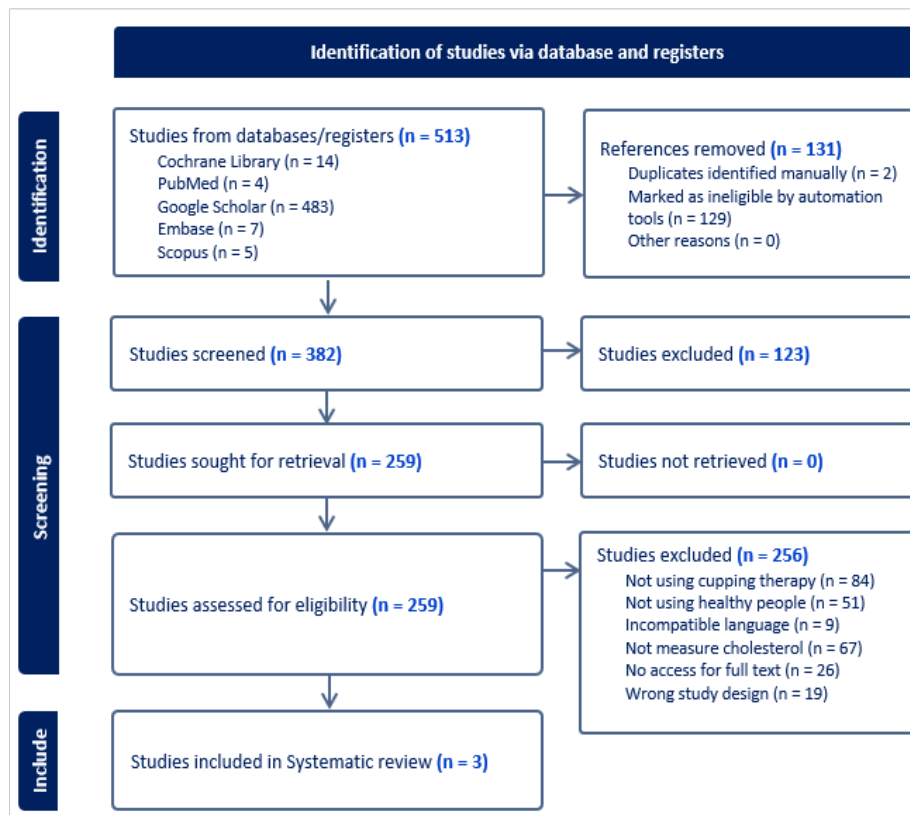 Identification of studies via database and registers
Identification
Studies from databases/registers (n = 513)
Cochrane Library (n = 14)
PubMed (n = 4)
Google Scholar (n = 483)
Embase (n = 7)
Scopus (n = 5)
References removed (n = 131)
Duplicates identified manually (n = 2)
Marked as ineligible by automation
tools (n = 129)
Other reasons (n = 0)
Screening
Studies screened (n = 382)
Studies excluded (n = 123)
Studies sought for retrieval (n = 259)
Studies not retrieved (n = 0)
Studies assessed for eligibility (n = 259)
Studies excluded (n = 256)
Not using cupping therapy (n = 84)
Not using healthy people (n = 51)
Incompatible language (n = 9)
Not measure cholesterol (n = 67)
No access for full text (n = 26)
Wrong study design (n = 19)
Include
Studies included in Systematic review (n = 3)